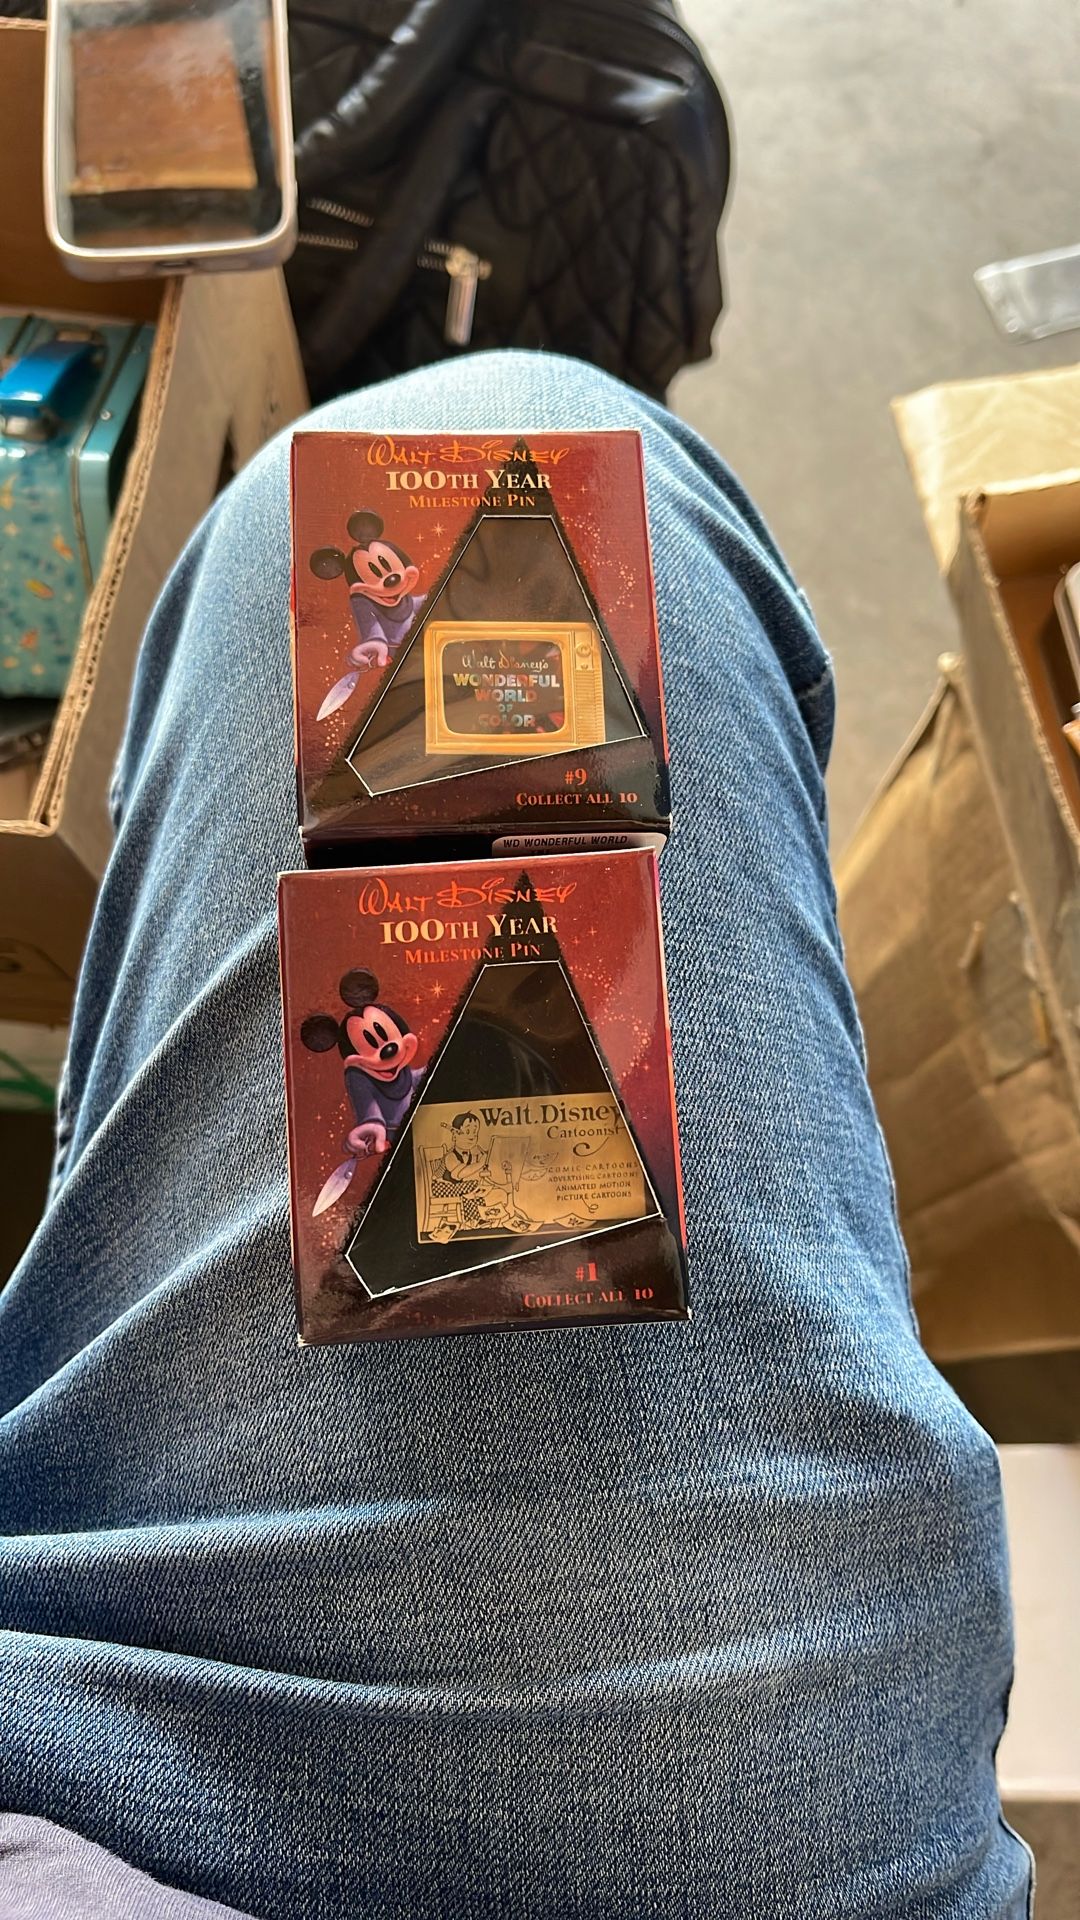 Walt Disney
100th Year
Milestone Pin
Walt Disney's
WONDERFUL
WORLD
OF
COLOR
#9
Collect All 10
WD WONDERFUL WORLD
Walt Disney
100th Year
Milestone Pin
Walt. Disney
Cartoonist
COMIC CARTOONS
ADVERTISING CARTOONS
ANIMATED MOTION
PICTURE CARTOONS
#1
Collect All 10